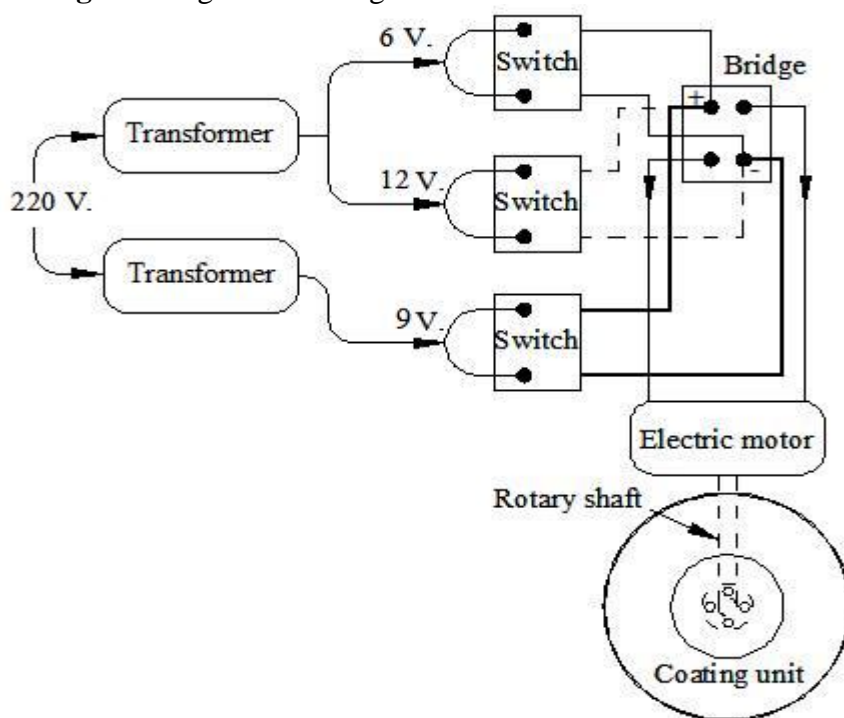 6 V.
Switch
Bridge
+
Transformer
220 V.
12 V.
Switch
-
Transformer
9 V.
Switch
Electric motor
Rotary shaft
Coating unit